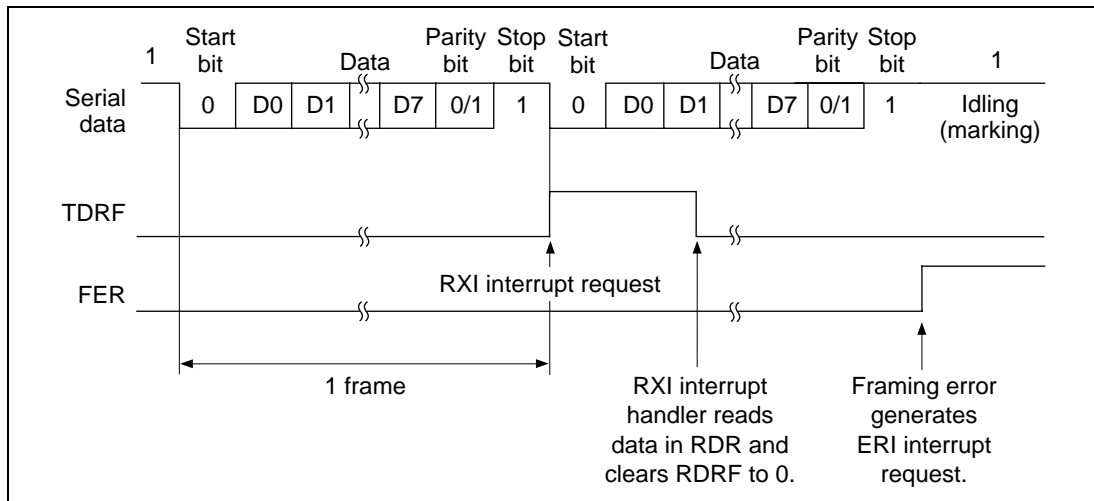 1 Start bit Data Parity bit Stop bit Start bit Data Parity bit Stop bit 1
Serial data 0 D0 D1 D7 0/1 1 0 D0 D1 D7 0/1 1 Idling (marking)
TDRF
RXI interrupt request
FER
1 frame
RXI interrupt
handler reads
data in RDR and
clears RDRF to 0.
Framing error
generates
ERI interrupt
request.